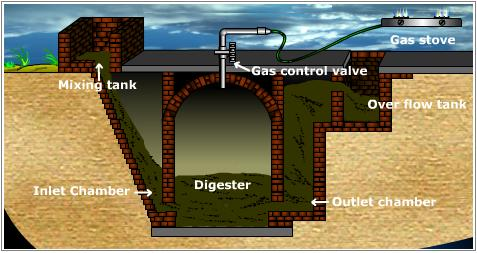 Gas stove
Gas control valve
Mixing tank
Over flow tank
Inlet Chamber
Digester
Outlet chamber